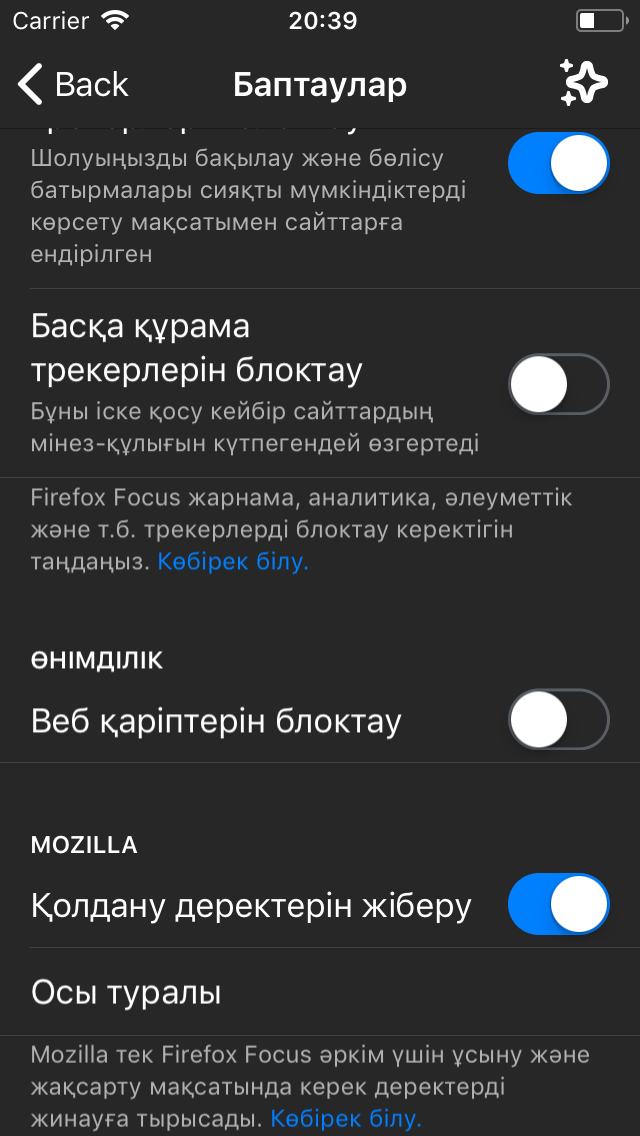 Carrier 20:39
Back Баптаулар
Шолуыңызды бақылау және бөлісу
батырмалары сияқты мүмкіндіктерді
көрсету мақсатымен сайттарға
ендірілген
Басқа құрама
трекерлерін блоктау
Бұны іске қосу кейбір сайттардың
мінез-құлығын күтпегендей өзгертеді
Firefox Focus жарнама, аналитика, әлеуметтік
және т.б. трекерлерді блоктау керектігін
таңдаңыз. Көбірек білу.
ӨНІМДІЛІК
Веб қаріптерін блоктау
MOZILLA
Қолдану деректерін жіберу
Осы туралы
Mozilla тек Firefox Focus әркім үшін ұсыну және
жақсарту мақсатында керек деректерді
жинауға тырысады. Көбірек білу.